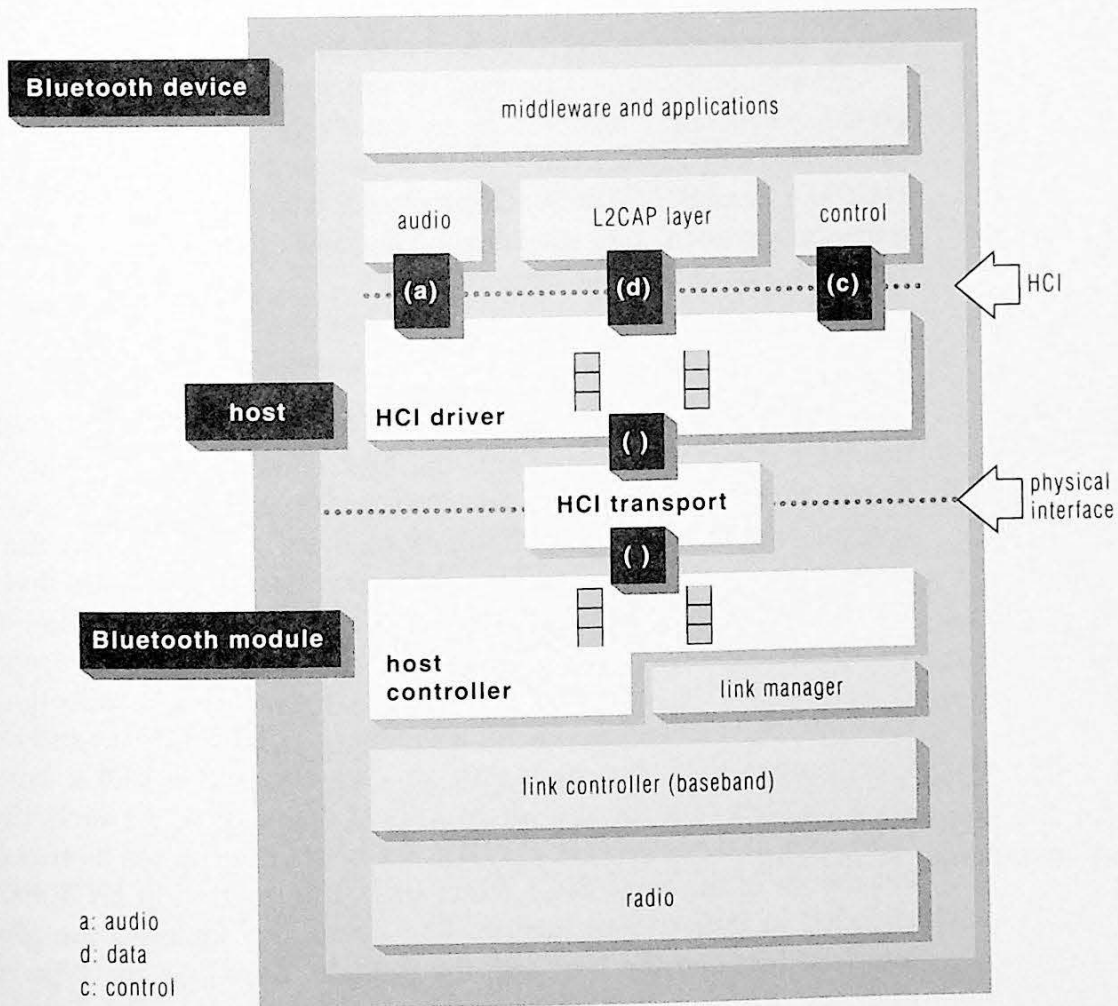 Bluetooth device
middleware and applications
audio
L2CAP layer
control
(a)
(d)
(c)
HCI
host
HCI driver
( )
HCI transport
physical
interface
( )
Bluetooth module
host
controller
link manager
link controller (baseband)
radio
a: audio
d: data
c: control